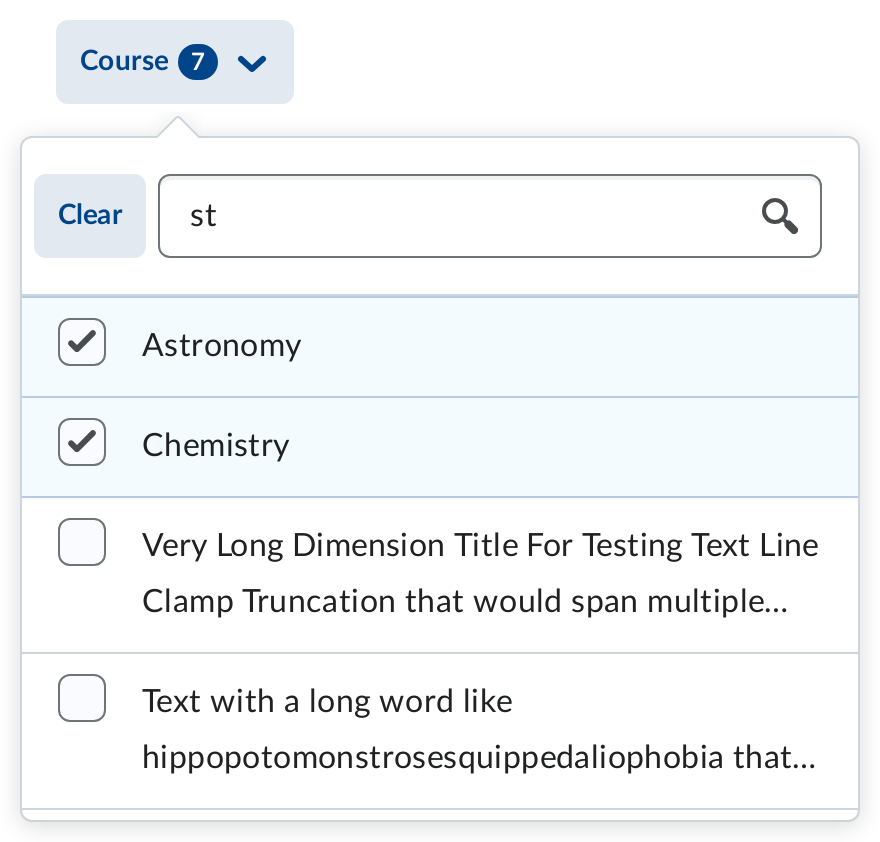 Course 7
Clear
st
Astronomy
Chemistry
Very Long Dimension Title For Testing Text Line
Clamp Truncation that would span multiple...
Text with a long word like
hippopotomonstrosesquippedaliophobia that...